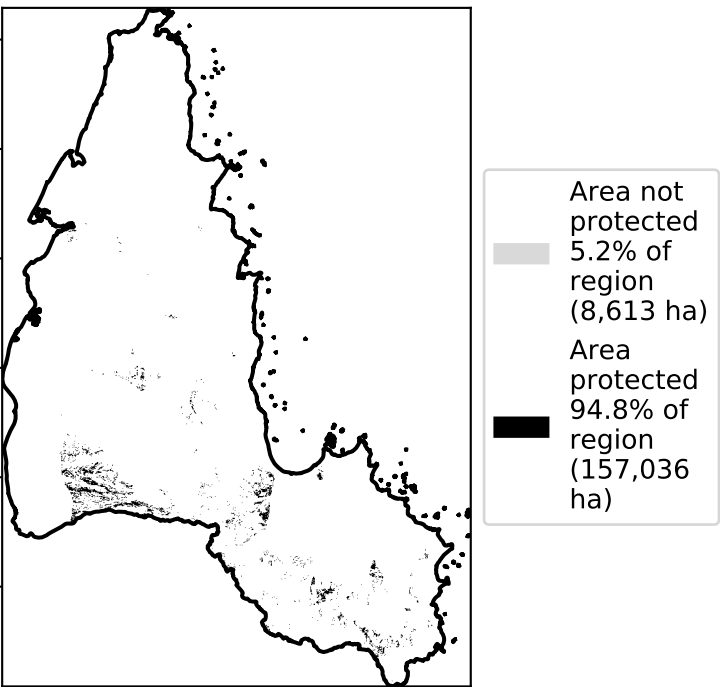 Area not
protected
5.2% of
region
(8,613 ha)
Area
protected
94.8% of
region
(157,036
ha)